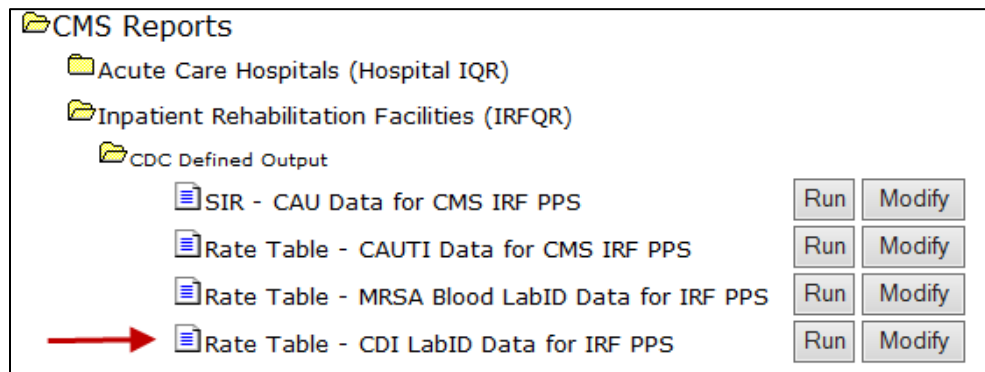 CMS Reports
Acute Care Hospitals (Hospital IQR)
Inpatient Rehabilitation Facilities (IRFQR)
CDC Defined Output
SIR - CAU Data for CMS IRF PPS Run Modify
Rate Table - CAUTI Data for CMS IRF PPS Run Modify
Rate Table - MRSA Blood LabID Data for IRF PPS Run Modify
Rate Table - CDI LabID Data for IRF PPS Run Modify